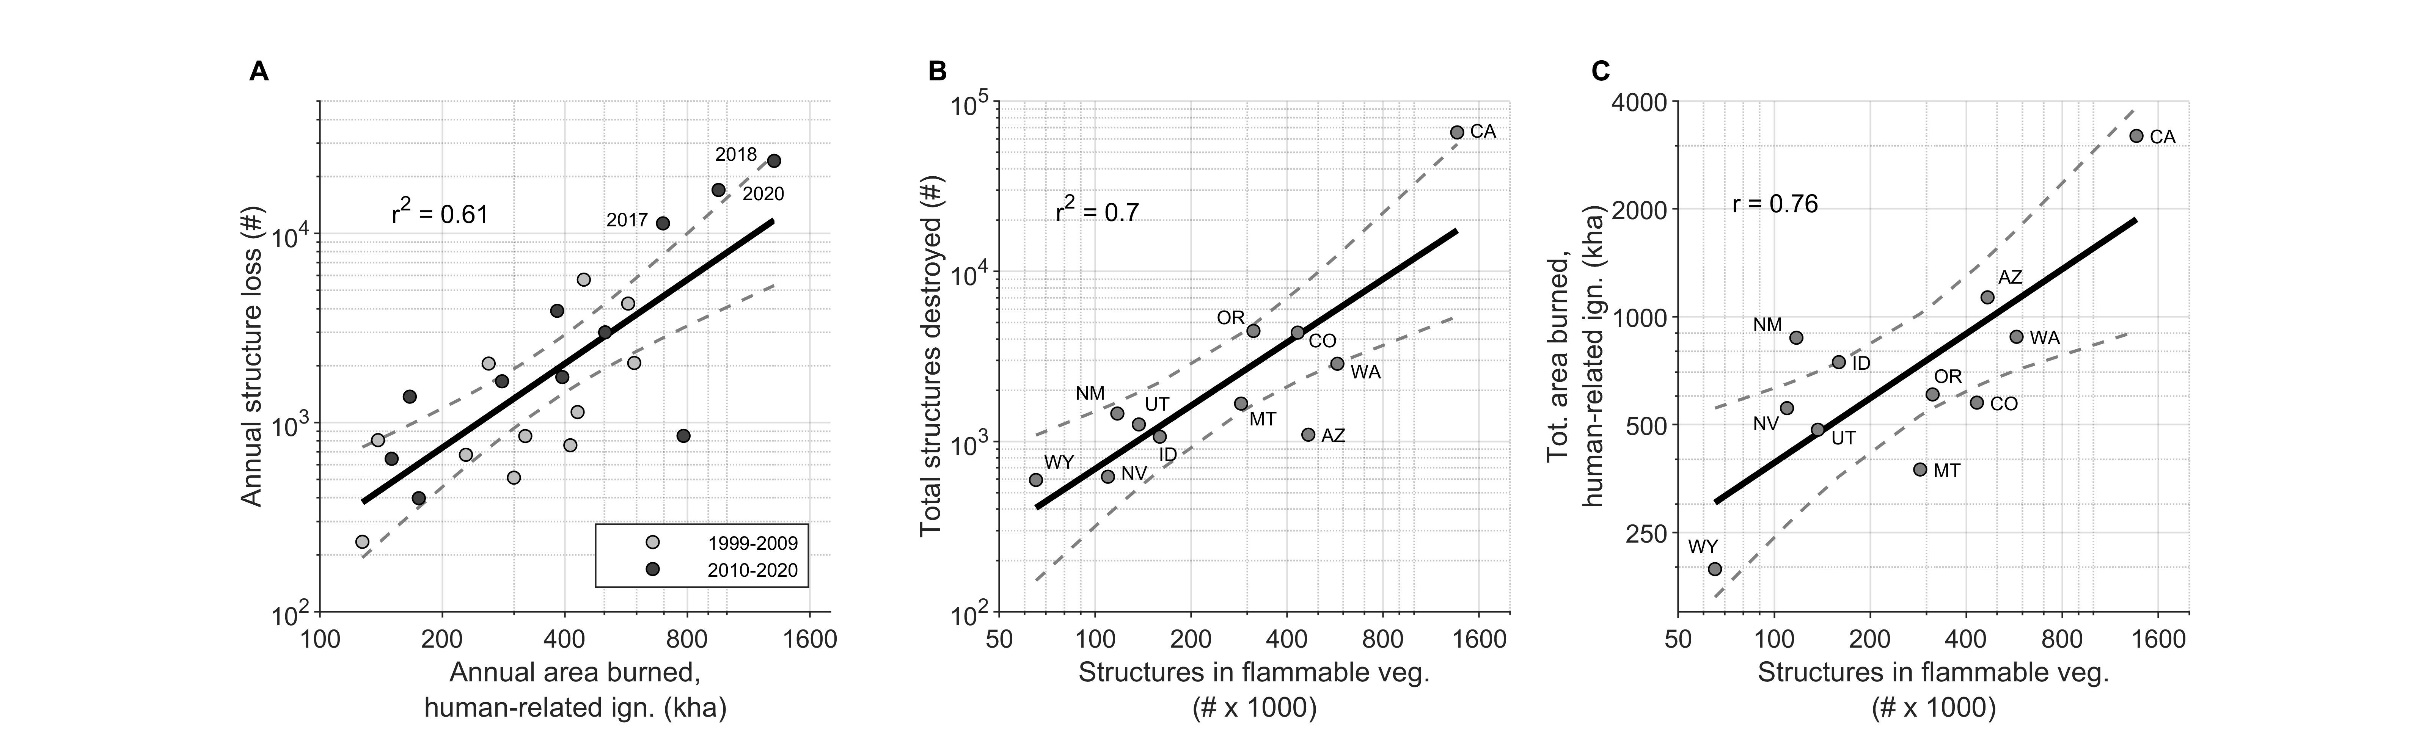 A
Annual structure loss (#)
10^4
10^3
10^2
r^2 = 0.61
2018
2020
2017
1999-2009
2010-2020
100 200 400 800 1600
Annual area burned,
human-related ign. (kha)
B
Total structures destroyed (#)
10^5
10^4
10^3
10^2
r^2 = 0.7
CA
OR
CO
WA
NM
UT
MT
AZ
ID
WY
NV
50 100 200 400 800 1600
Structures in flammable veg.
(# x 1000)
C
Tot. area burned,
human-related ign. (kha)
4000
2000
1000
500
250
r = 0.76
CA
AZ
NM
WA
ID
OR
NV
CO
UT
MT
WY
50 100 200 400 800 1600
Structures in flammable veg.
(# x 1000)